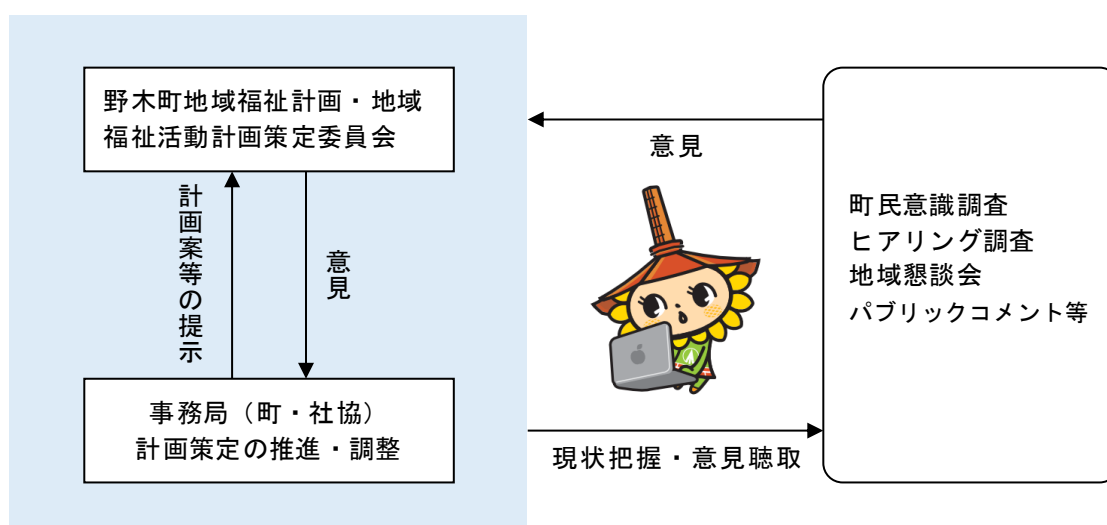 野木町地域福祉計画・地域
福祉活動計画策定委員会
計画案等の提示
意見
事務局（町・社協）
計画策定の推進・調整
意見
現状把握・意見聴取
町民意識調査
ヒアリング調査
地域懇談会
パブリックコメント等